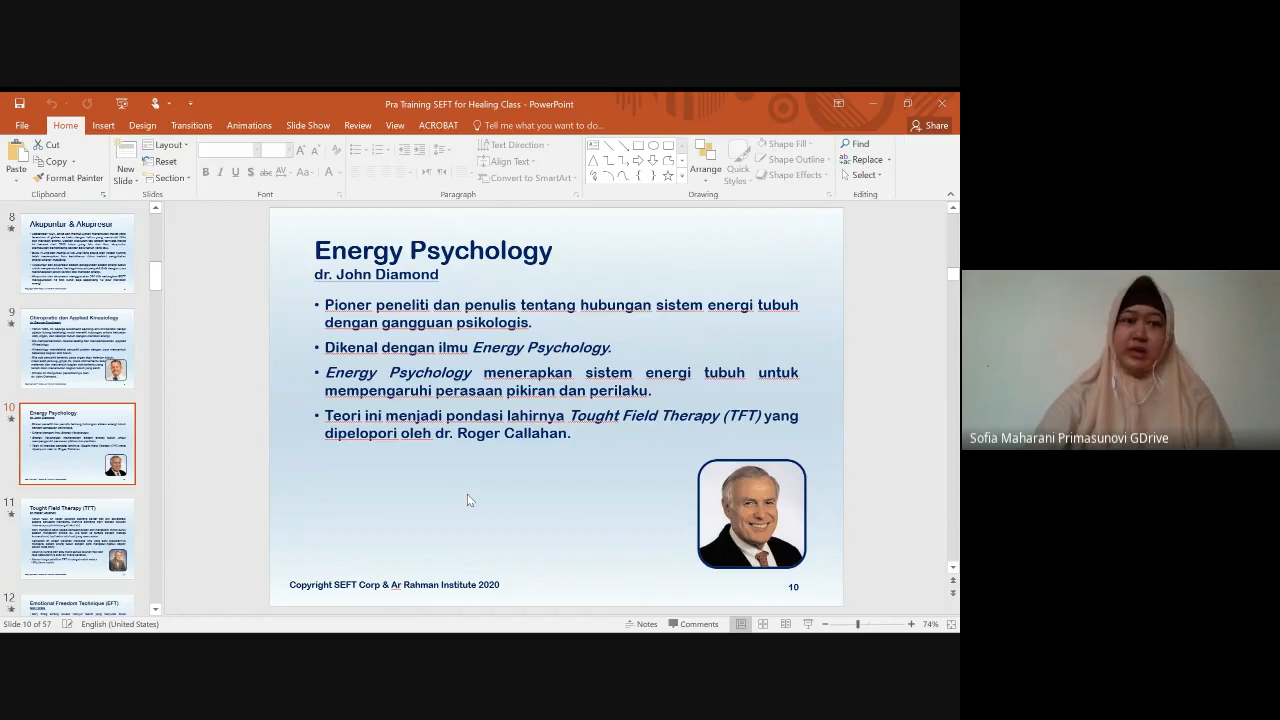 Pra Training SEFT for Healing Class - PowerPoint
File Home Insert Design Transitions Animations Slide Show Review View ACROBAT Tell me what you want to do... Share
Paste
Cut
Copy
Format Painter
Clipboard
New Slide
Layout
Reset
Section
Slides
B I U S abc AV Aa A
Font
Text Direction
Align Text
Convert to SmartArt
Paragraph
Arrange
Quick Styles
Shape Fill
Shape Outline
Shape Effects
Drawing
Find
Replace
Select
Editing
8
Akupuntur & Akupresur
9
Chiropratic dan Applied Kinesiology
10
Energy Psychology
11
Tought Field Therapy (TFT)
12
Emotional Freedom Technique (EFT)
Energy Psychology
dr. John Diamond
• Pioner peneliti dan penulis tentang hubungan sistem energi tubuh
dengan gangguan psikologis.
• Dikenal dengan ilmu Energy Psychology.
• Energy Psychology menerapkan sistem energi tubuh untuk
mempengaruhi perasaan pikiran dan perilaku.
• Teori ini menjadi pondasi lahirnya Tought Field Therapy (TFT) yang
dipelopori oleh dr. Roger Callahan.
Copyright SEFT Corp & Ar Rahman Institute 2020
10
Sofia Maharani Primasunovi GDrive
Slide 10 of 57 English (United States) Notes Comments 74%